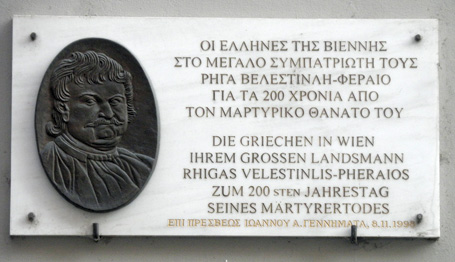 ΟΙ ΕΛΛΗΝΕΣ ΤΗΣ ΒΙΕΝΝΗΣ
ΣΤΟ ΜΕΓΑΛΟ ΣΥΜΠΑΤΡΙΩΤΗ ΤΟΥΣ
ΡΗΓΑ ΒΕΛΕΣΤΙΝΛΗ-ΦΕΡΑΙΟ
ΓΙΑ ΤΑ 200 ΧΡΟΝΙΑ ΑΠΟ
ΤΟΝ ΜΑΡΤΥΡΙΚΟ ΘΑΝΑΤΟ ΤΟΥ
DIE GRIECHEN IN WIEN
IHREM GROSSEN LANDSMANN
RHIGAS VELESTINLIS-PHERAIOS
ZUM 200 STEN JAHRESTAG
SEINES MÄRTYRERTODES
ΕΠΙ ΠΡΕΣΒΕΩΣ ΙΩΑΝΝΟΥ Α. ΓΕΝΝΗΜΑΤΑ, 8.11.1998